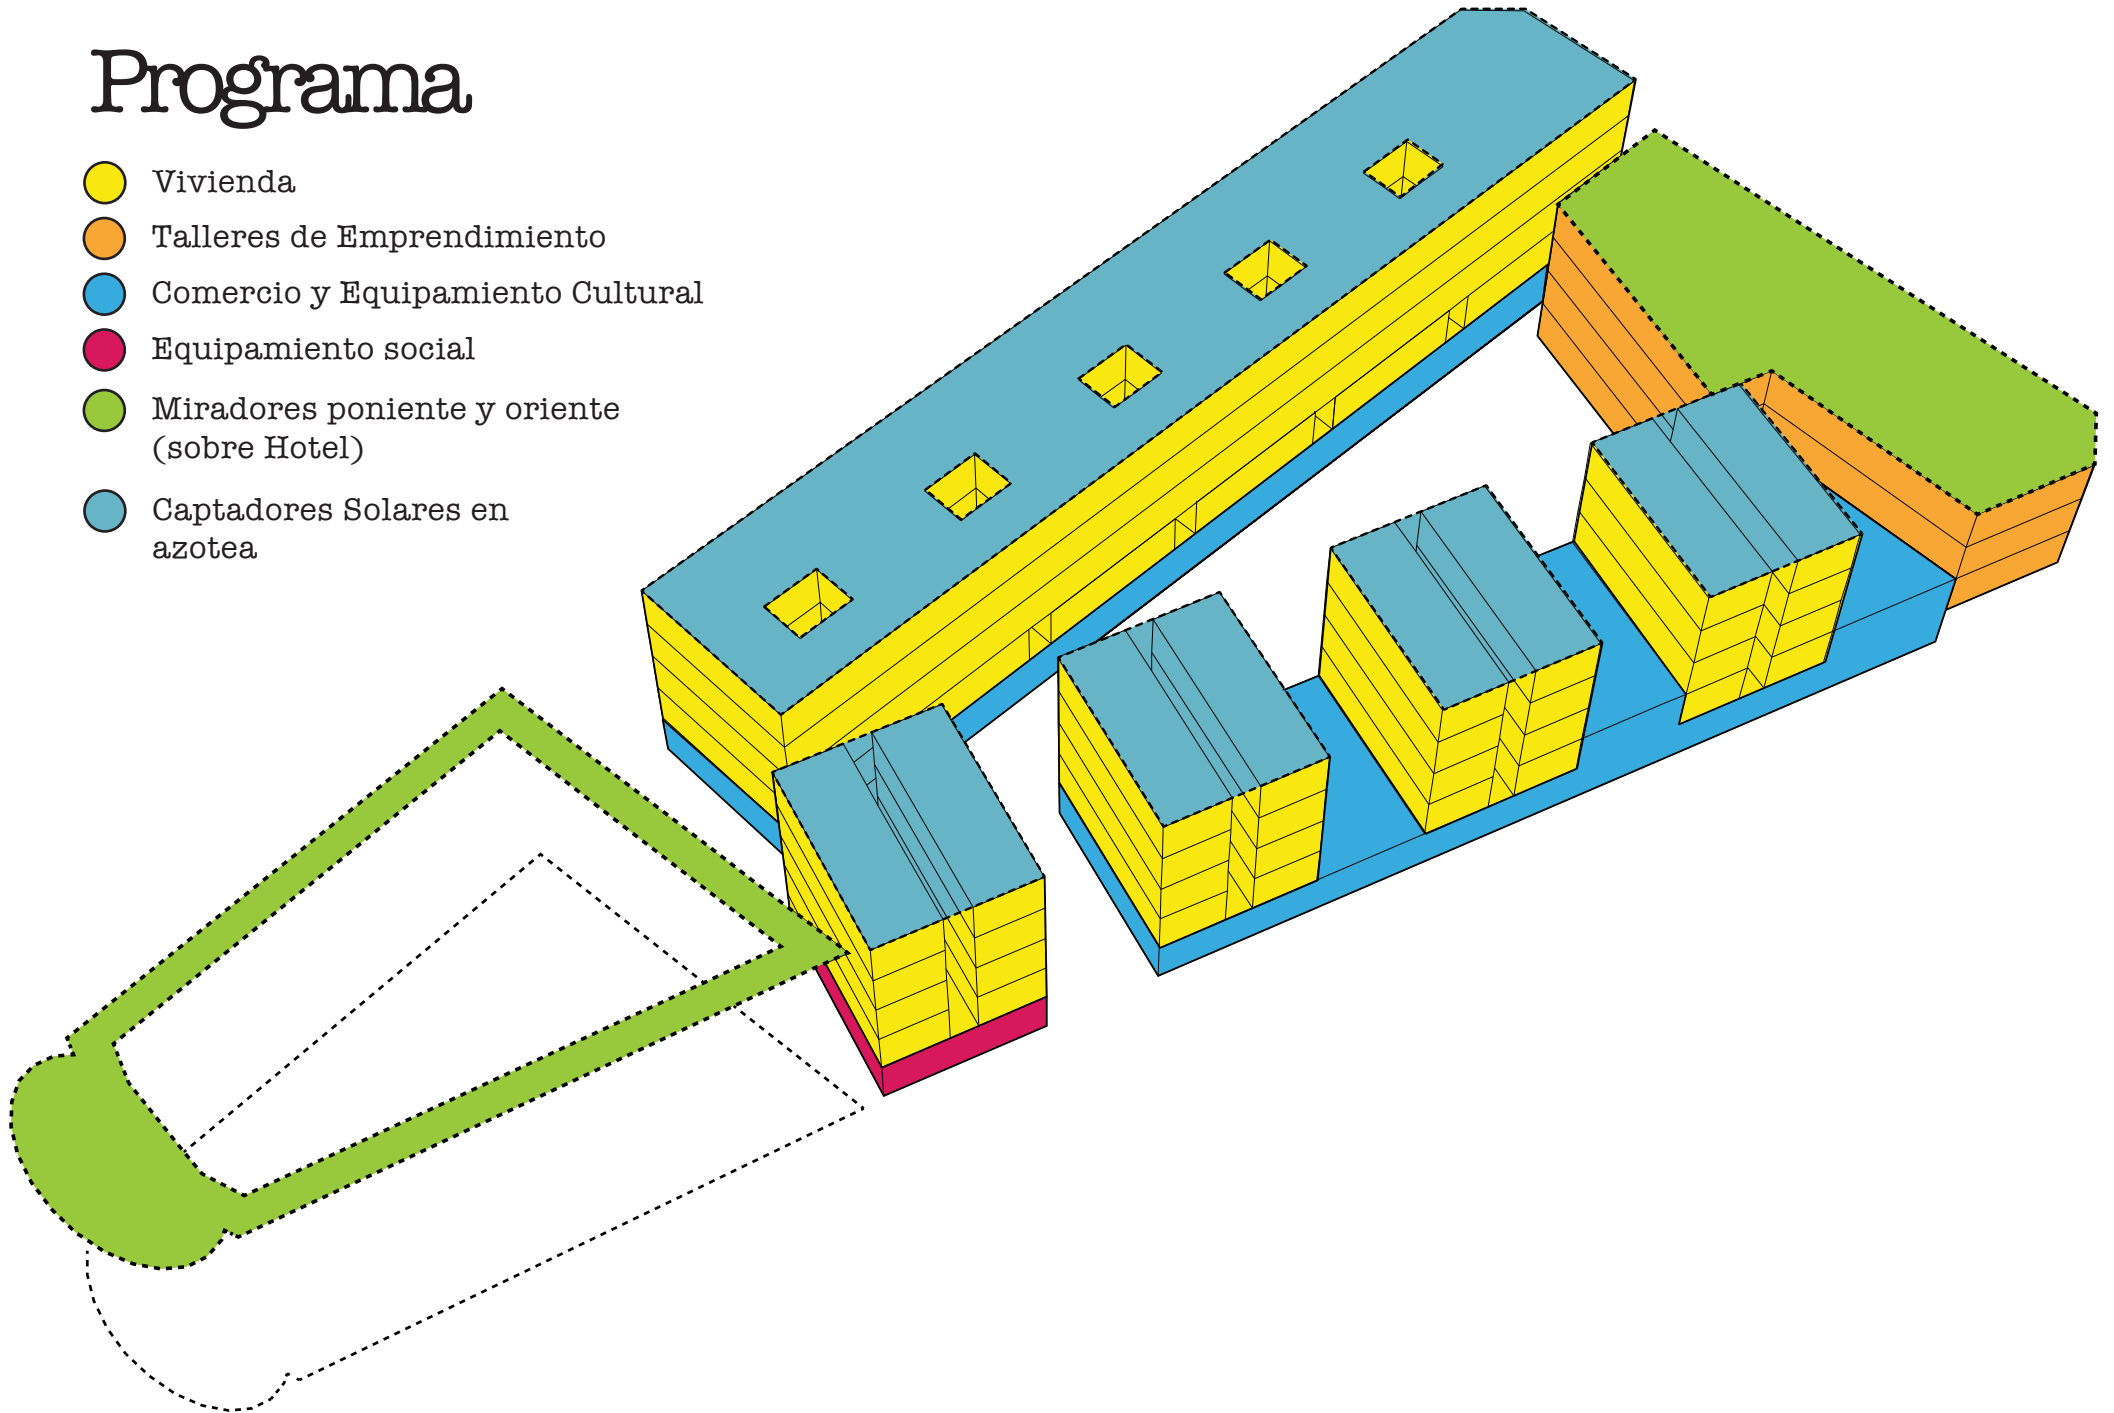 Programa
Vivienda
Talleres de Emprendimiento
Comercio y Equipamiento Cultural
Equipamiento social
Miradores poniente y oriente
(sobre Hotel)
Captadores Solares en
azotea